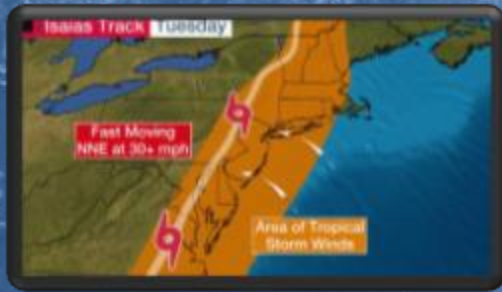 Isaias Track Tuesday
Fast Moving
NNE at 30+ mph
Area of Tropical
Storm Winds